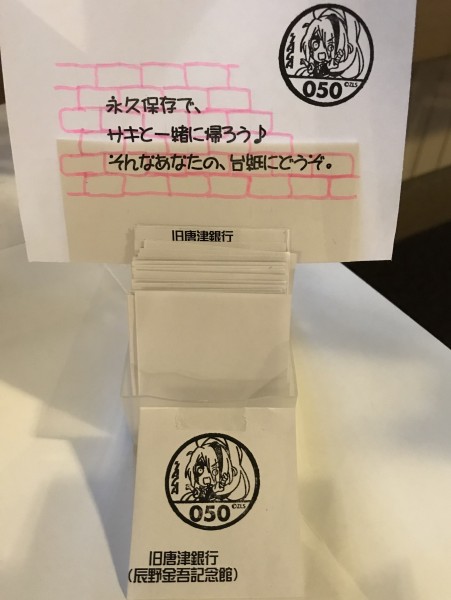 050
©ZLS
永久保存で、
サキと一緒に帰ろう♪
そんなあなたの、台紙にどうぞ。
旧唐津銀行
050
©ZLS
旧唐津銀行
(辰野金吾記念館)